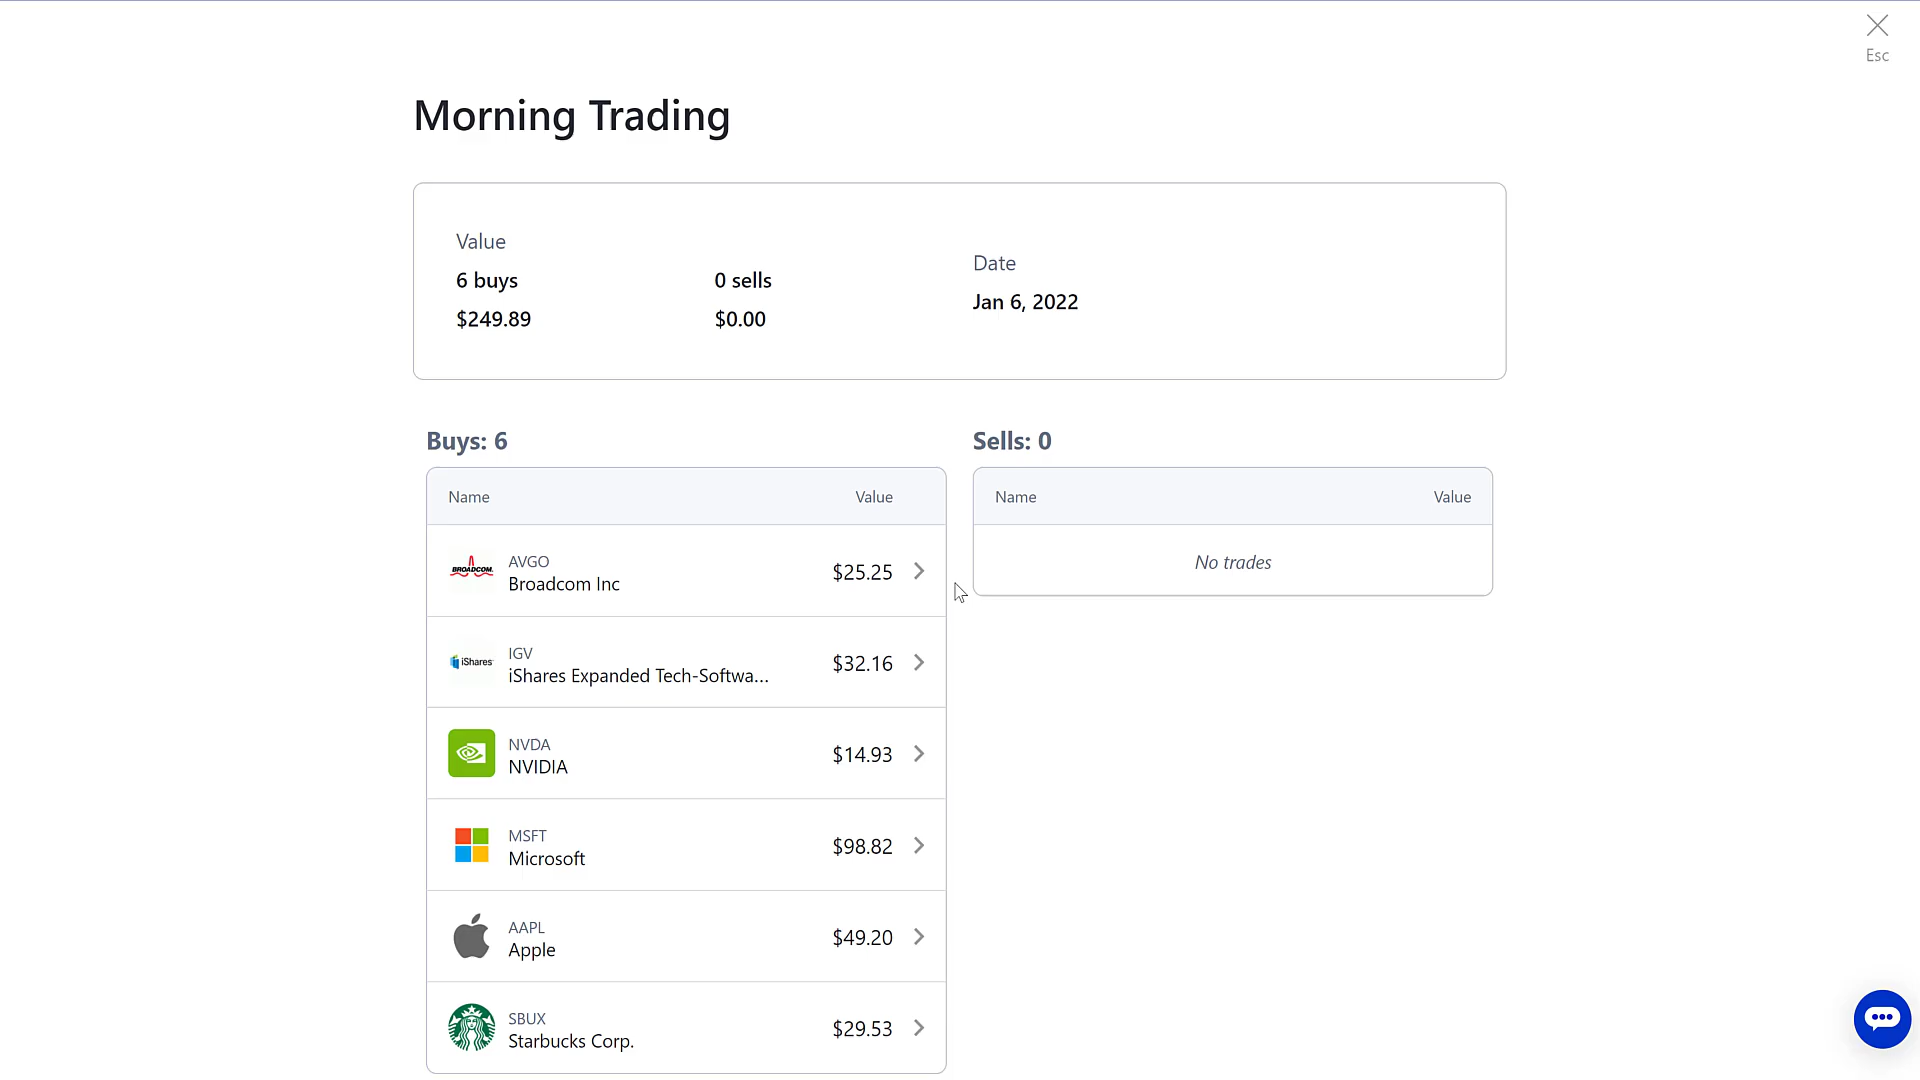 Esc
Morning Trading
Value
6 buys
0 sells
$249.89
$0.00
Date
Jan 6, 2022
Buys: 6
Name Value
BROADCOM
AVGO
Broadcom Inc
$25.25
iShares
IGV
iShares Expanded Tech-Softwa...
$32.16
NVDA
NVIDIA
$14.93
MSFT
Microsoft
$98.82
AAPL
Apple
$49.20
SBUX
Starbucks Corp.
$29.53
Sells: 0
Name Value
No trades